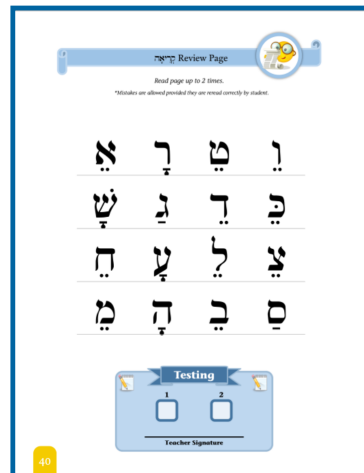 קְרִיאָה Review Page
Read page up to 2 times.
*Mistakes are allowed provided they are reread correctly by student.
וֵ טֵ רָ אֵ
כֵּ דֵ גַ שָׁ
צֵ לֵ עָ חֵ
סַ בֵ הָ מֵ
Testing
1 2
Teacher Signature
40